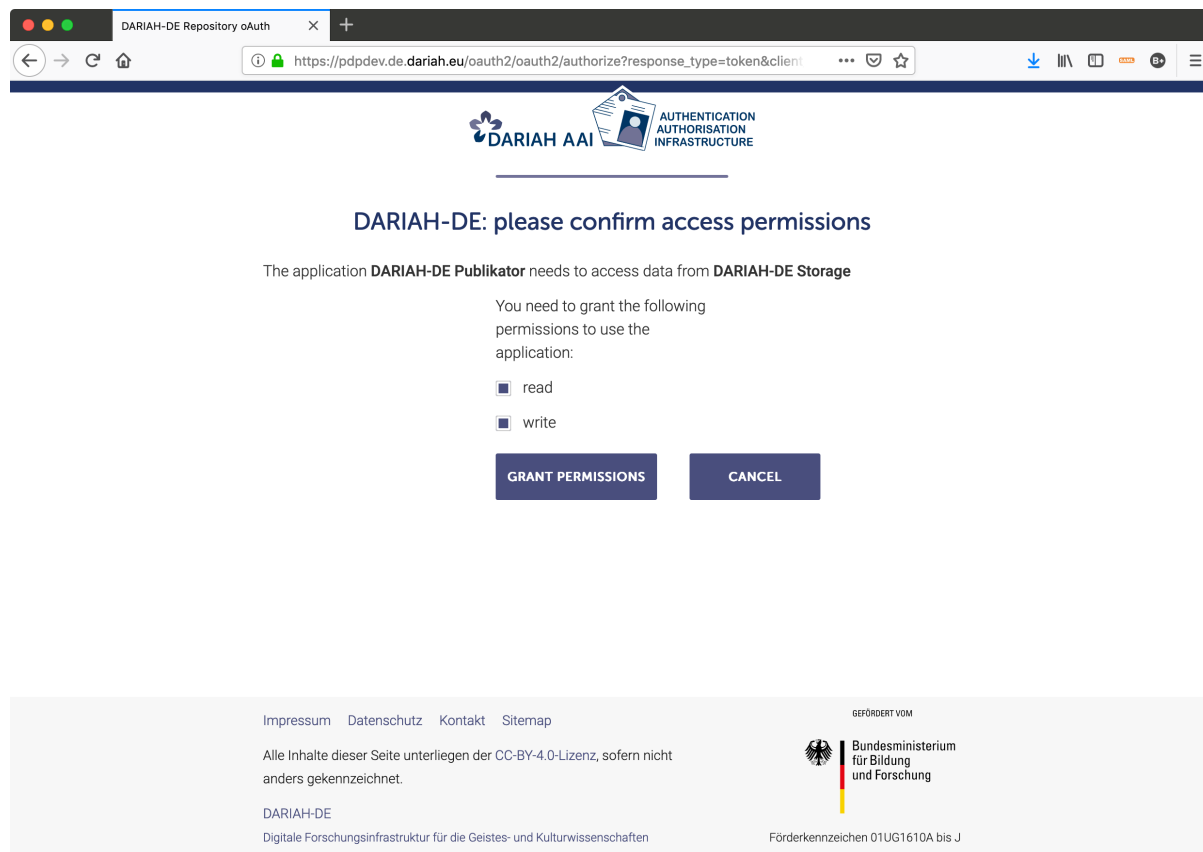 DARIAH-DE Repository oAuth
https://pdpdev.de.dariah.eu/oauth2/oauth2/authorize?response_type=token&client
DARIAH AAI
AUTHENTICATION
AUTHORISATION
INFRASTRUCTURE
DARIAH-DE: please confirm access permissions
The application DARIAH-DE Publikator needs to access data from DARIAH-DE Storage
You need to grant the following
permissions to use the
application:
read
write
GRANT PERMISSIONS CANCEL
Impressum Datenschutz Kontakt Sitemap
Alle Inhalte dieser Seite unterliegen der CC-BY-4.0-Lizenz, sofern nicht
anders gekennzeichnet.
DARIAH-DE
Digitale Forschungsinfrastruktur für die Geistes- und Kulturwissenschaften
GEFÖRDERT VOM
Bundesministerium
für Bildung
und Forschung
Förderkennzeichen 01UG1610A bis J